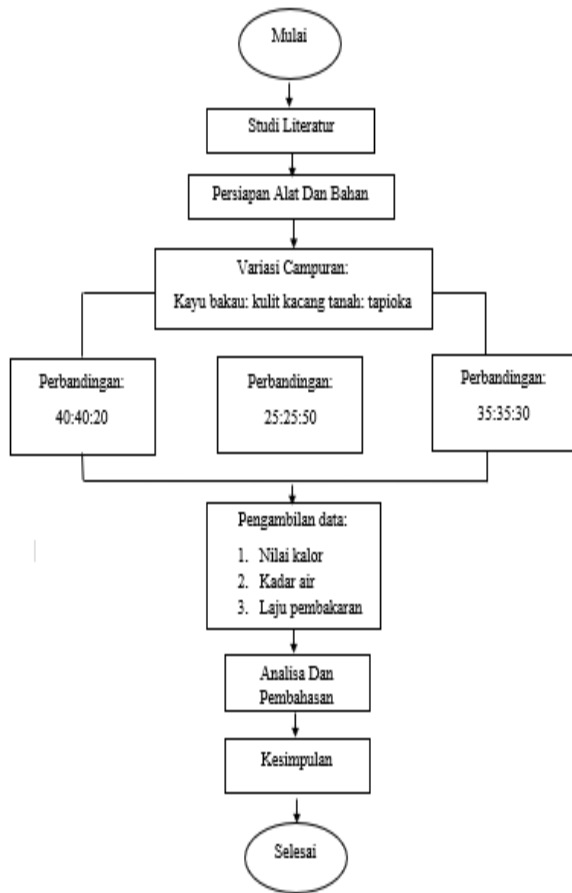 Mulai
Studi Literatur
Persiapan Alat Dan Bahan
Variasi Campuran:
Kayu bakau: kulit kacang tanah: tapioka
Perbandingan:
40:40:20
Perbandingan:
25:25:50
Perbandingan:
35:35:30
Pengambilan data:
1. Nilai kalor
2. Kadar air
3. Laju pembakaran
Analisa Dan
Pembahasan
Kesimpulan
Selesai